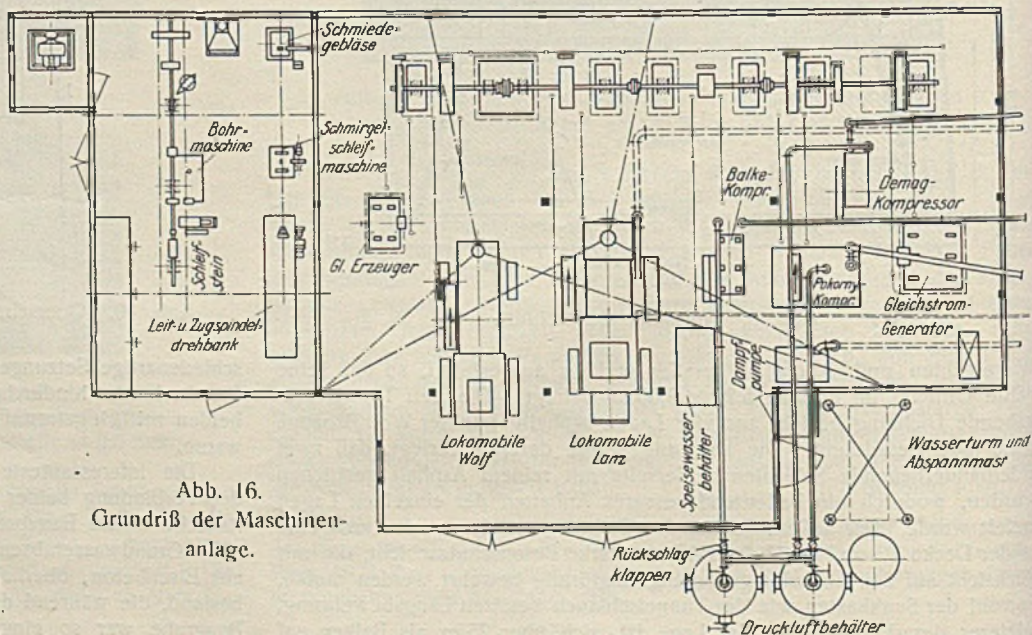 Schmiede-
gebläse
Bohr-
maschine
Schmirgel-
schleif-
maschine
Schleif-
stein
Leit- u Zugspindel-
drehbank
Gl. Erzeuger
Balke-
Kompr.
Demag-
Kompressor
Pokorny-
Kompr.
Gleichstrom-
Generator
Dampf
pumpe
Speisewasser
behälter
Lokomobile
Wolf
Lokomobile
Lanz
Wasserturm und
Abspannmast
Rückschlag-
klappen
Druckluftbehälter
Abb. 16.
Grundriß der Maschinen-
anlage.